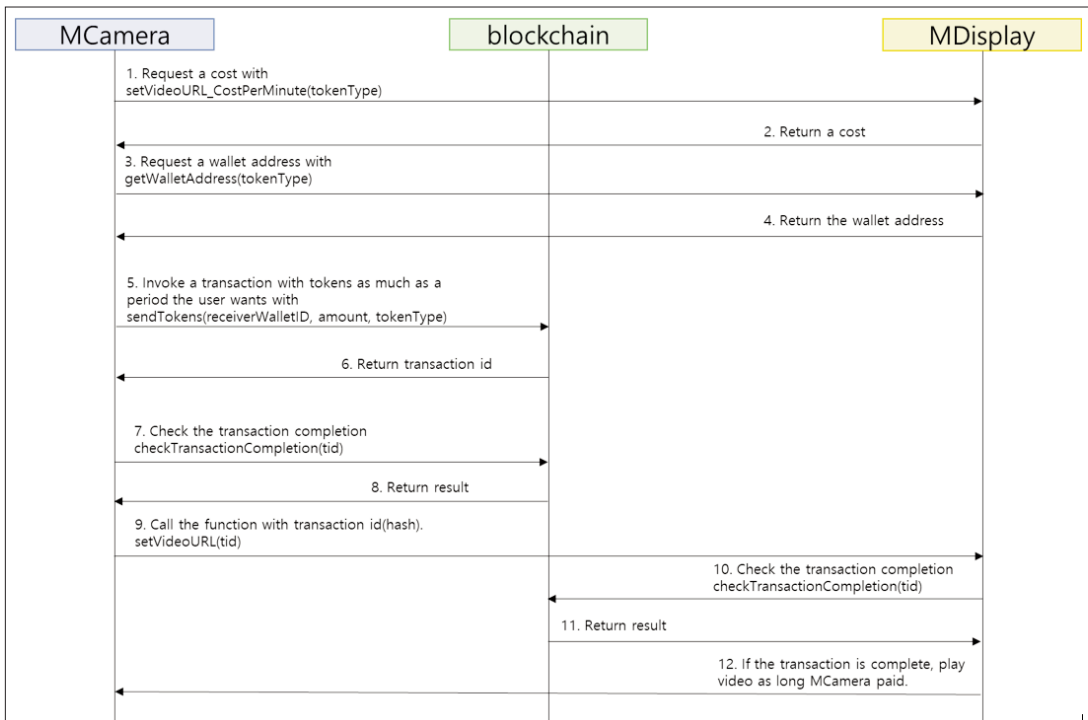 MCamera
blockchain
MDisplay
1. Request a cost with
setVideoURL_CostPerMinute(tokenType)
2. Return a cost
3. Request a wallet address with
getWalletAddress(tokenType)
4. Return the wallet address
5. Invoke a transaction with tokens as much as a
period the user wants with
sendTokens(receiverWalletID, amount, tokenType)
6. Return transaction id
7. Check the transaction completion
checkTransactionCompletion(tid)
8. Return result
9. Call the function with transaction id(hash).
setVideoURL(tid)
10. Check the transaction completion
checkTransactionCompletion(tid)
11. Return result
12. If the transaction is complete, play
video as long MCamera paid.